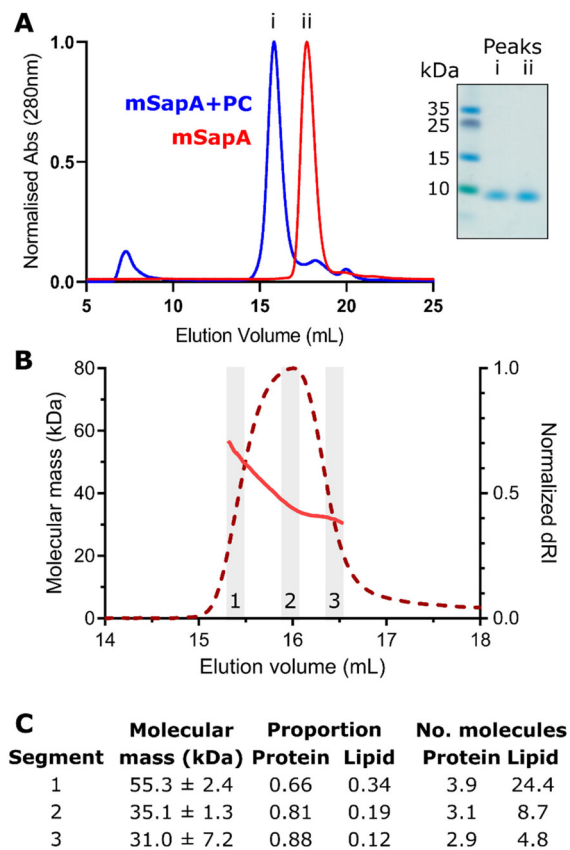 A
i ii
Peaks
kDa i ii
mSapA+PC
mSapA
Normalised Abs (280nm)
1.0
0.5
0.0
5 10 15 20 25
Elution Volume (mL)
35
25
15
10
B
Molecular mass (kDa)
80
60
40
20
0
1 2 3
14 15 16 17 18
Elution volume (mL)
1.0
0.5
0.0
Normalized dRI
C Molecular Proportion No. molecules
Segment mass (kDa) Protein Lipid Protein Lipid
1 55.3 ± 2.4 0.66 0.34 3.9 24.4
2 35.1 ± 1.3 0.81 0.19 3.1 8.7
3 31.0 ± 7.2 0.88 0.12 2.9 4.8